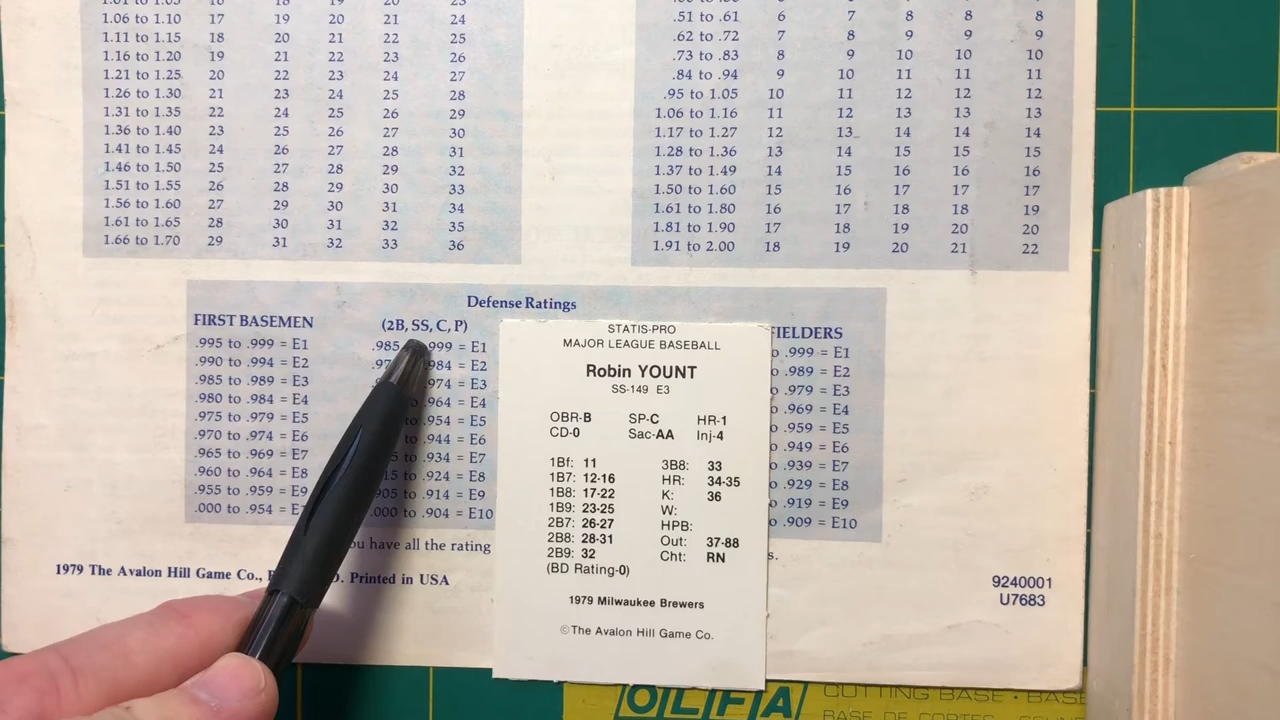 1.06 to 1.10 17 19 20 21 24
1.11 to 1.15 18 20 21 22 25
1.16 to 1.20 19 21 22 23 26
1.21 to 1.25 20 22 23 24 27
1.26 to 1.30 21 23 24 25 28
1.31 to 1.35 22 24 25 26 29
1.36 to 1.40 23 25 26 27 30
1.41 to 1.45 24 26 27 28 31
1.46 to 1.50 25 27 28 29 32
1.51 to 1.55 26 28 29 30 33
1.56 to 1.60 27 29 30 31 34
1.61 to 1.65 28 30 31 32 35
1.66 to 1.70 29 31 32 33 36
.51 to .61 6 7 8 8 8
.62 to .72 7 8 9 9 9
.73 to .83 8 9 10 10 10
.84 to .94 9 10 11 11 11
.95 to 1.05 10 11 12 12 12
1.06 to 1.16 11 12 13 13 13
1.17 to 1.27 12 13 14 14 14
1.28 to 1.36 13 14 15 15 15
1.37 to 1.49 14 15 16 16 16
1.50 to 1.60 15 16 17 17 17
1.61 to 1.80 16 17 18 18 19
1.81 to 1.90 17 18 19 20 20
1.91 to 2.00 18 19 20 21 22
Defense Ratings
FIRST BASEMEN
.995 to .999 = E1
.990 to .994 = E2
.985 to .989 = E3
.980 to .984 = E4
.975 to .979 = E5
.970 to .974 = E6
.965 to .969 = E7
.960 to .964 = E8
.955 to .959 = E9
.000 to .954 =
(2B, SS, C, P)
.985 .999 = E1
.984 = E2
.974 = E3
.964 = E4
.954 = E5
to .944 = E6
to .934 = E7
to .924 = E8
to .914 = E9
.000 to .904 = E10
FIELDERS
.999 = E1
.989 = E2
.979 = E3
.969 = E4
.959 = E5
.949 = E6
.939 = E7
.929 = E8
.919 = E9
.909 = E10
you have all the rating
1979 The Avalon Hill Game Co., Printed in USA
9240001
U7683
STATIS-PRO
MAJOR LEAGUE BASEBALL
Robin YOUNT
SS-149 E3
OBR-B SP-C HR-1
CD-0 Sac-AA Inj-4
1Bf: 11 3B8: 33
1B7: 12-16 HR: 34-35
1B8: 17-22 K: 36
1B9: 23-25 W:
2B7: 26-27 HPB:
2B8: 28-31 Out: 37-88
2B9: 32 Cht: RN
(BD Rating-0)
1979 Milwaukee Brewers
©The Avalon Hill Game Co.
OLFA
CUTTING BASE • BASE
BASE DE CORTES